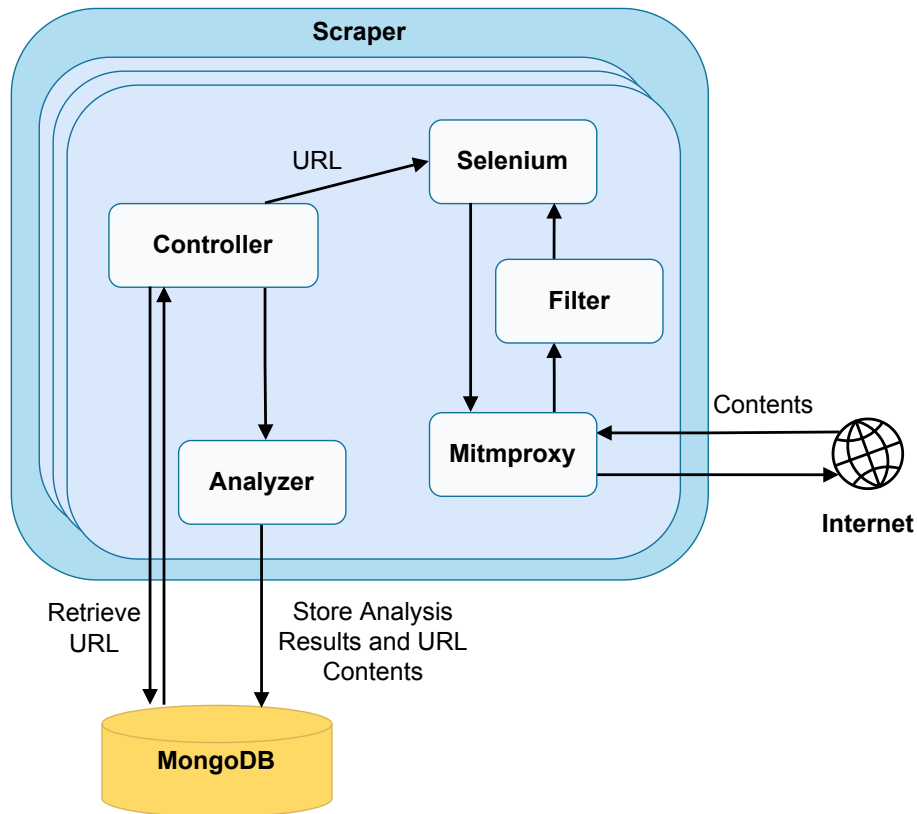 Scraper
URL
Selenium
Controller
Filter
Contents
Mitmproxy
Analyzer
Internet
Retrieve
URL
Store Analysis
Results and URL
Contents
MongoDB